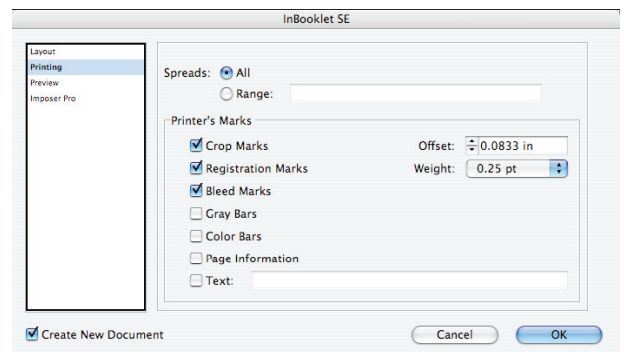 InBooklet SE
Layout
Printing
Preview
Imposer Pro
Spreads: All
Range:
Printer's Marks
Crop Marks Offset: 0.0833 in
Registration Marks Weight: 0.25 pt
Bleed Marks
Gray Bars
Color Bars
Page Information
Text:
Create New Document Cancel OK